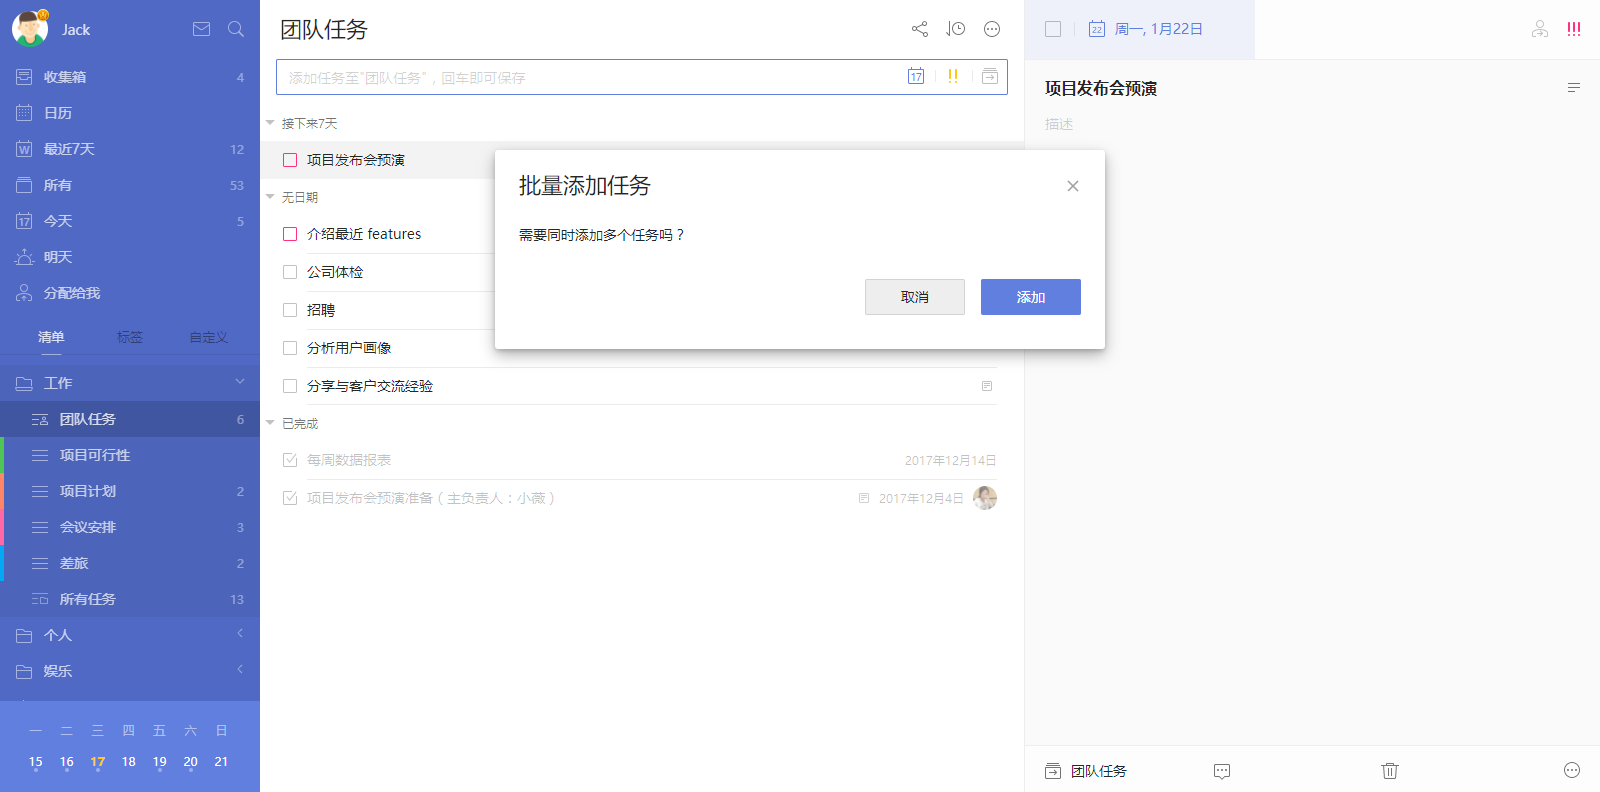 Jack
收集箱 4
日历
最近7天 12
所有 53
17 今天 5
明天
分配给我
清单 标签 自定义
工作
团队任务 6
项目可行性
项目计划 2
会议安排 3
差旅 2
所有任务 13
个人
娱乐
一 二 三 四 五 六 日
15 16 17 18 19 20 21
团队任务
添加任务至"团队任务"，回车即可保存 17
接下来7天
项目发布会预演
无日期
介绍最近 features
公司体检
招聘
分析用户画像
分享与客户交流经验
已完成
每周数据报表 2017年12月14日
项目发布会预演准备（主负责人：小薇） 2017年12月4日
批量添加任务
需要同时添加多个任务吗？
取消 添加
22 周一, 1月22日
项目发布会预演
描述
团队任务